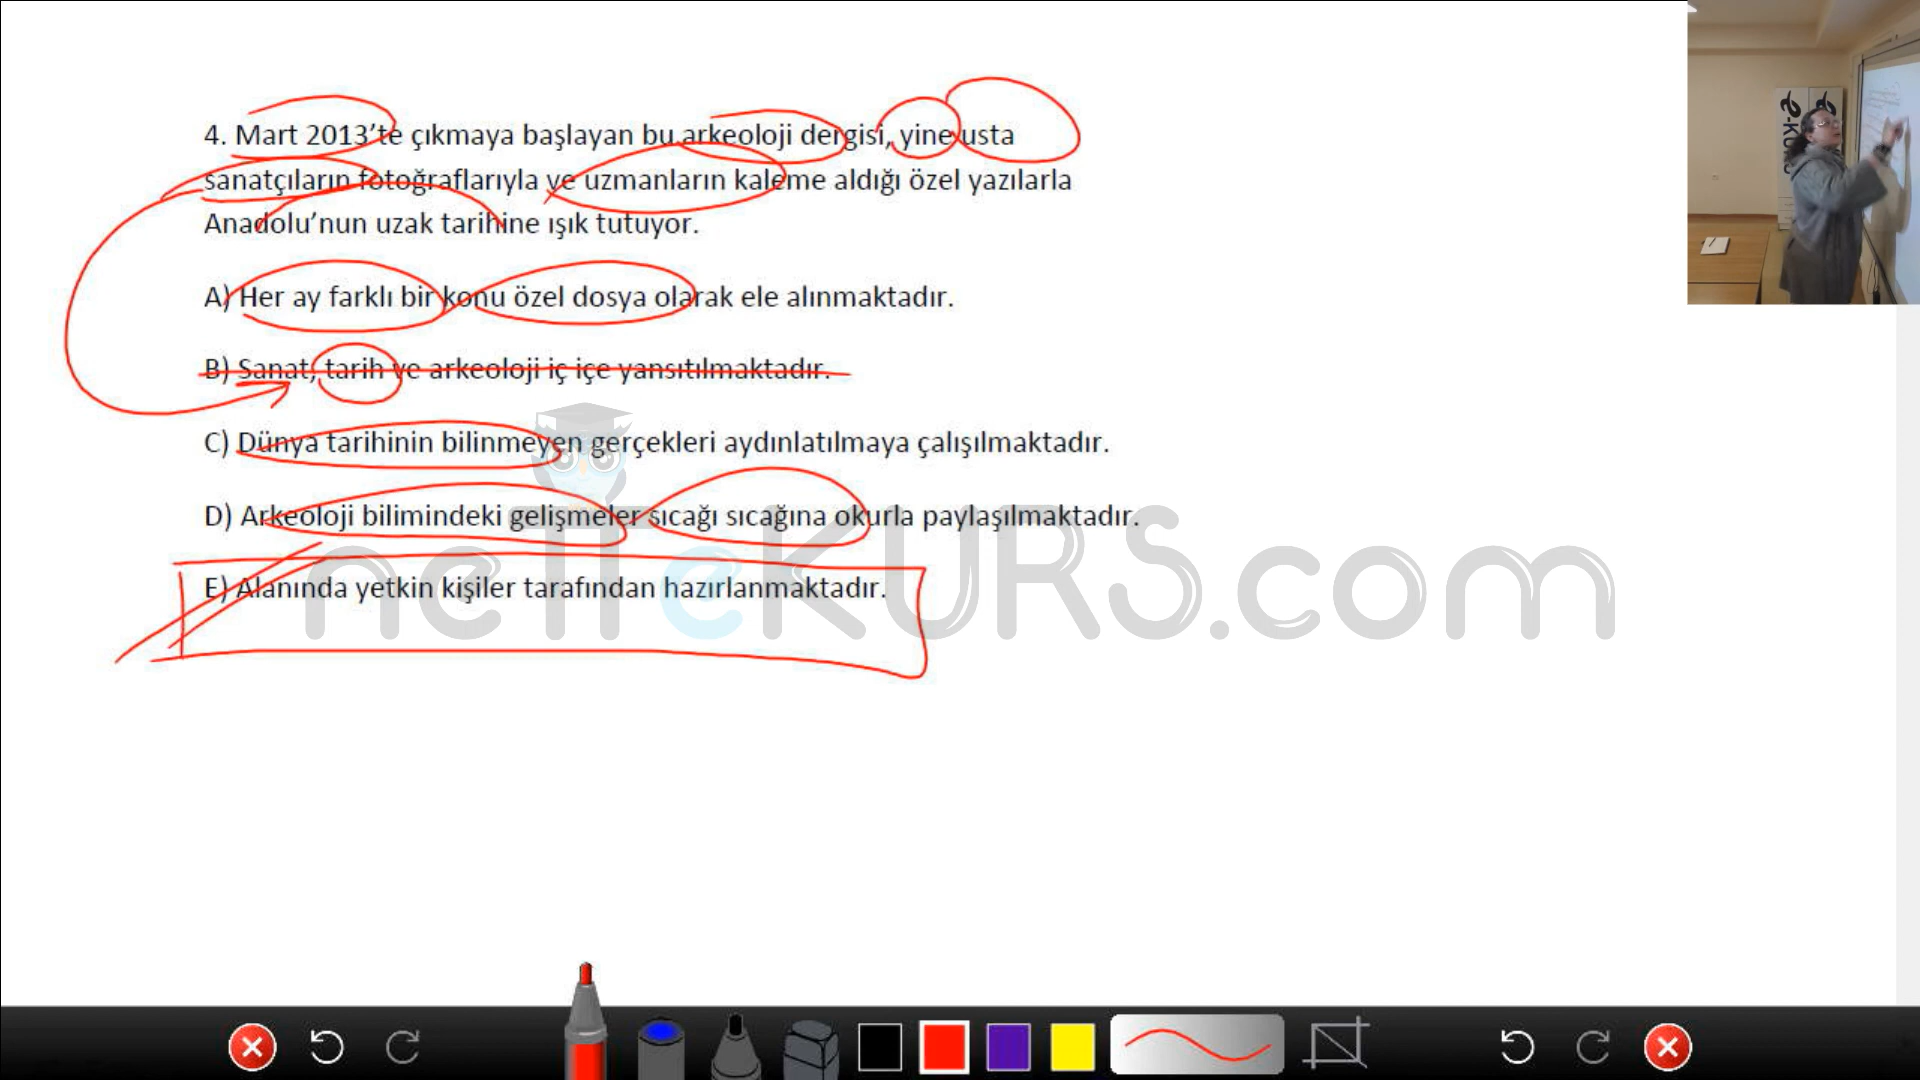 4. Mart 2013’te çıkmaya başlayan bu arkeoloji dergisi, yine usta
sanatçıların fotoğraflarıyla ve uzmanların kaleme aldığı özel yazılarla
Anadolu’nun uzak tarihine ışık tutuyor.
A) Her ay farklı bir konu özel dosya olarak ele alınmaktadır.
B) Sanat, tarih ve arkeoloji iç içe yansıtılmaktadır.
C) Dünya tarihinin bilinmeyen gerçekleri aydınlatılmaya çalışılmaktadır.
D) Arkeoloji bilimindeki gelişmeler sıcağı sıcağına okurla paylaşılmaktadır.
E) Alanında yetkin kişiler tarafından hazırlanmaktadır.
neTTeKURS.com